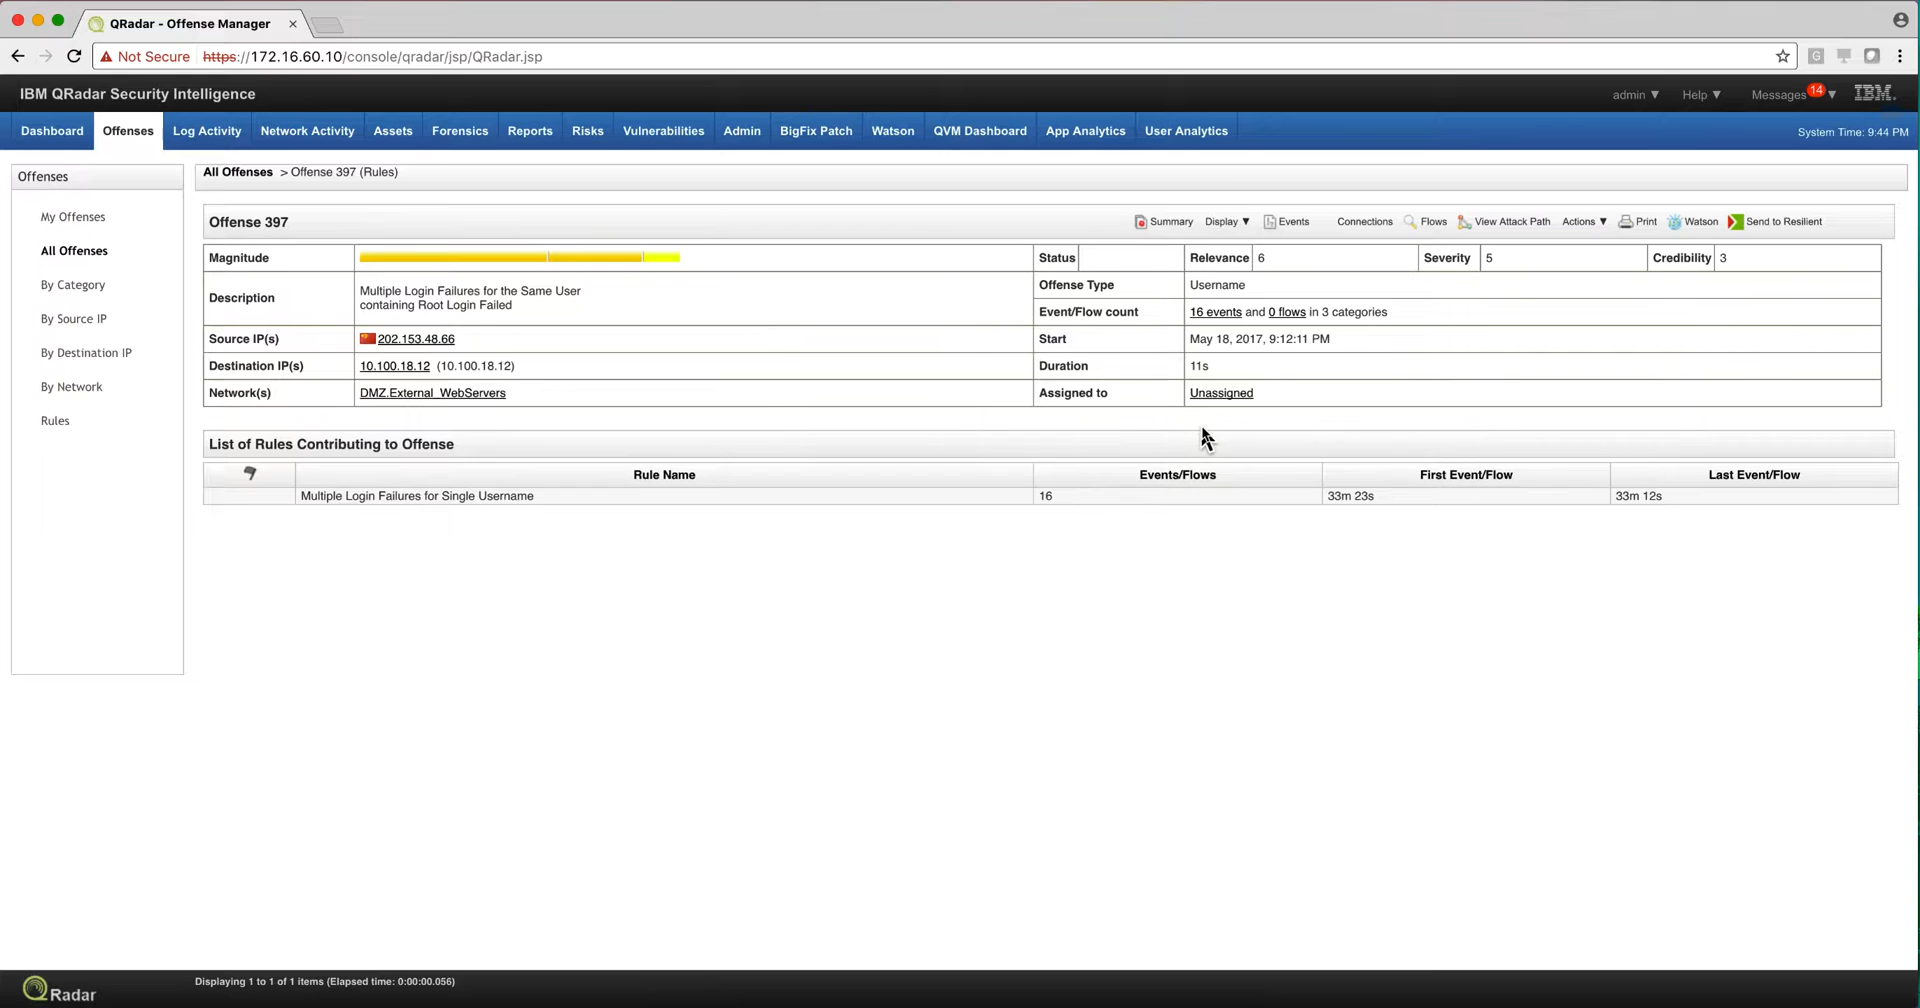 QRadar - Offense Manager
Not Secure https://172.16.60.10/console/qradar/jsp/QRadar.jsp
IBM QRadar Security Intelligence
admin ▼ Help ▼ Messages 14 ▼ IBM.
Dashboard Offenses Log Activity Network Activity Assets Forensics Reports Risks Vulnerabilities Admin BigFix Patch Watson QVM Dashboard App Analytics User Analytics System Time: 9:44 PM
Offenses
My Offenses
All Offenses
By Category
By Source IP
By Destination IP
By Network
Rules
All Offenses > Offense 397 (Rules)
Offense 397
Summary Display ▼ Events Connections Flows View Attack Path Actions ▼ Print Watson Send to Resilient
Magnitude Status Relevance 6 Severity 5 Credibility 3
Description
Multiple Login Failures for the Same User
containing Root Login Failed
Offense Type Username
Event/Flow count 16 events and 0 flows in 3 categories
Source IP(s) 202.153.48.66 Start May 18, 2017, 9:12:11 PM
Destination IP(s) 10.100.18.12 (10.100.18.12) Duration 11s
Network(s) DMZ.External_WebServers Assigned to Unassigned
List of Rules Contributing to Offense
Rule Name Events/Flows First Event/Flow Last Event/Flow
Multiple Login Failures for Single Username 16 33m 23s 33m 12s
QRadar
Displaying 1 to 1 of 1 items (Elapsed time: 0:00:00.056)